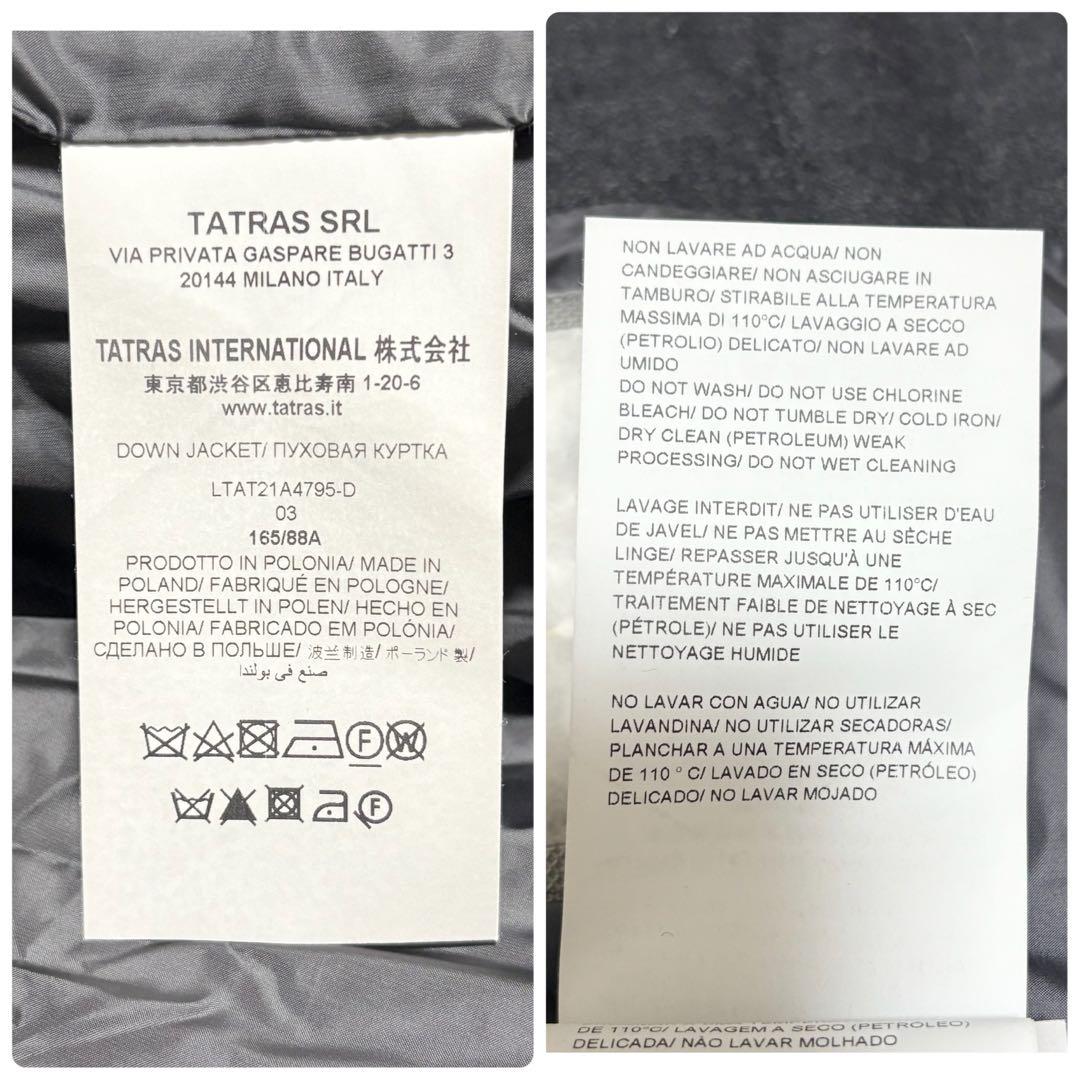 TATRAS SRL
VIA PRIVATA GASPARE BUGATTI 3
20144 MILANO ITALY
TATRAS INTERNATIONAL 株式会社
東京都渋谷区恵比寿南 1-20-6
www.tatras.it
DOWN JACKET/ ПУХОВАЯ КУРТКА
LTAT21A4795-D
03
165/88A
PRODOTTO IN POLONIA/ MADE IN
POLAND/ FABRIQUÉ EN POLOGNE/
HERGESTELLT IN POLEN/ HECHO EN
POLONIA/ FABRICADO EM POLÓNIA/
СДЕЛАНО В ПОЛЬШЕ/ 波兰制造/ ポーランド製/
صنع في بولندا
F W
F
NON LAVARE AD ACQUA/ NON
CANDEGGIARE/ NON ASCIUGARE IN
TAMBURO/ STIRABILE ALLA TEMPERATURA
MASSIMA DI 110°C/ LAVAGGIO A SECCO
(PETROLIO) DELICATO/ NON LAVARE AD
UMIDO
DO NOT WASH/ DO NOT USE CHLORINE
BLEACH/ DO NOT TUMBLE DRY/ COLD IRON/
DRY CLEAN (PETROLEUM) WEAK
PROCESSING/ DO NOT WET CLEANING
LAVAGE INTERDIT/ NE PAS UTILISER D'EAU
DE JAVEL/ NE PAS METTRE AU SÈCHE
LINGE/ REPASSER JUSQU'À UNE
TEMPÉRATURE MAXIMALE DE 110°C/
TRAITEMENT FAIBLE DE NETTOYAGE À SEC
(PÉTROLE)/ NE PAS UTILISER LE
NETTOYAGE HUMIDE
NO LAVAR CON AGUA/ NO UTILIZAR
LAVANDINA/ NO UTILIZAR SECADORAS/
PLANCHAR A UNA TEMPERATURA MÁXIMA
DE 110 ° C/ LAVADO EN SECO (PETRÓLEO)
DELICADO/ NO LAVAR MOJADO
DE 110°C/ LAVAGEM A SECO (PETROLEO)
DELICADA/ NÃO LAVAR MOLHADO